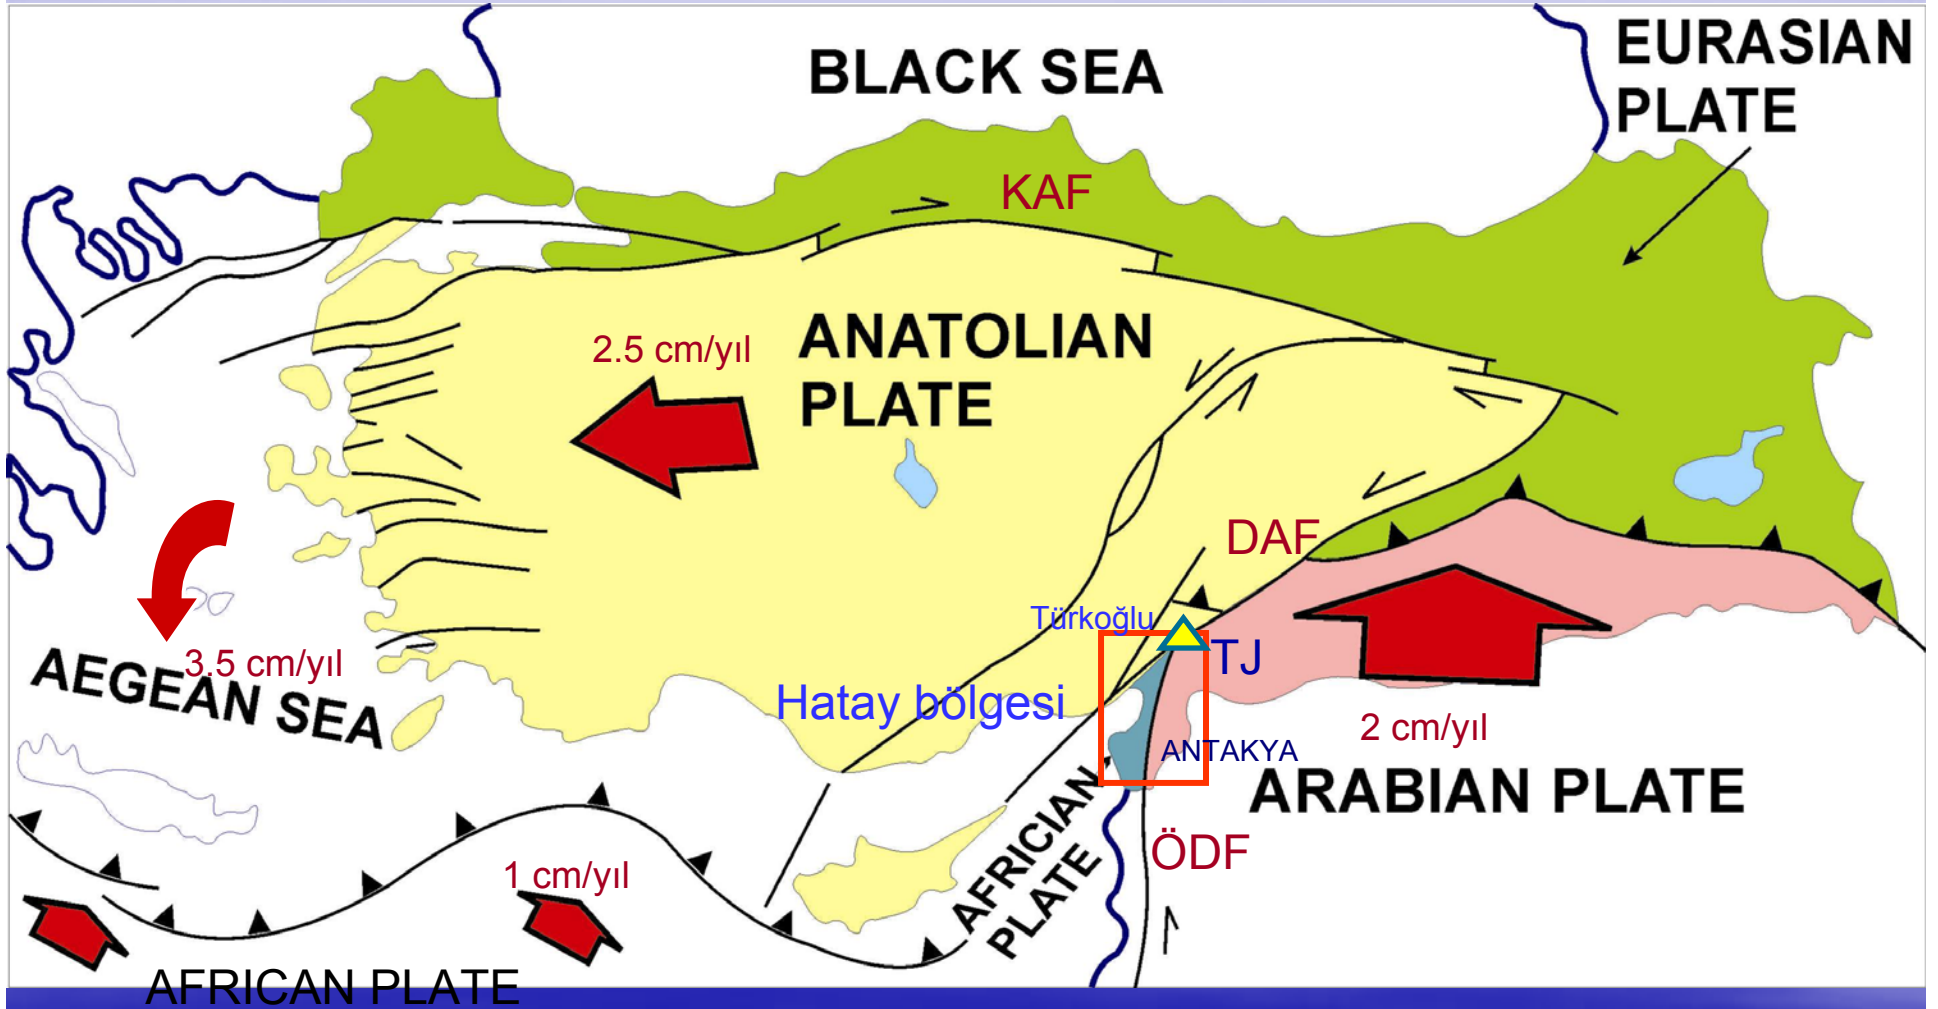 BLACK SEA
EURASIAN
PLATE
KAF
2.5 cm/yıl
ANATOLIAN
PLATE
DAF
Türkoğlu
TJ
3.5 cm/yıl
AEGEAN SEA
Hatay bölgesi
2 cm/yıl
ANTAKYA
ARABIAN PLATE
AFRICIAN
PLATE
ÖDF
1 cm/yıl
AFRICAN PLATE